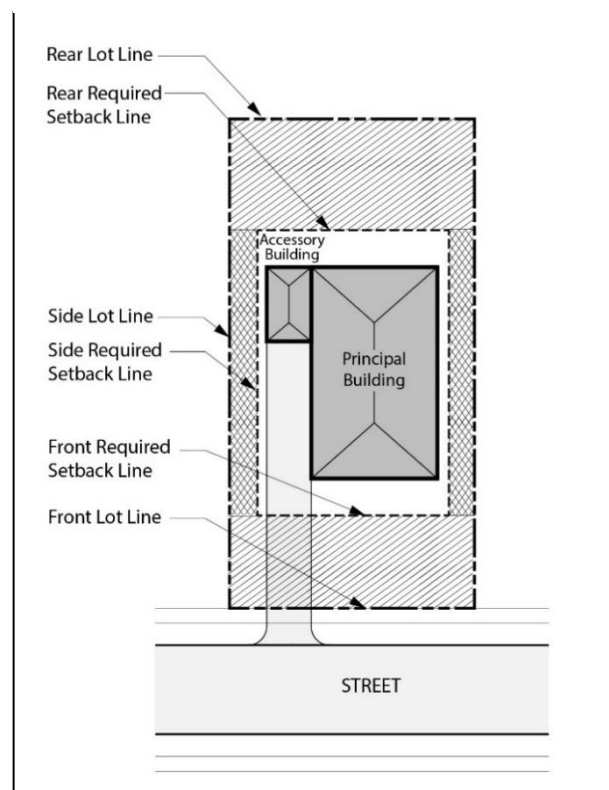 Rear Lot Line
Rear Required
Setback Line
Accessory
Building
Side Lot Line
Side Required
Setback Line
Principal
Building
Front Required
Setback Line
Front Lot Line
STREET